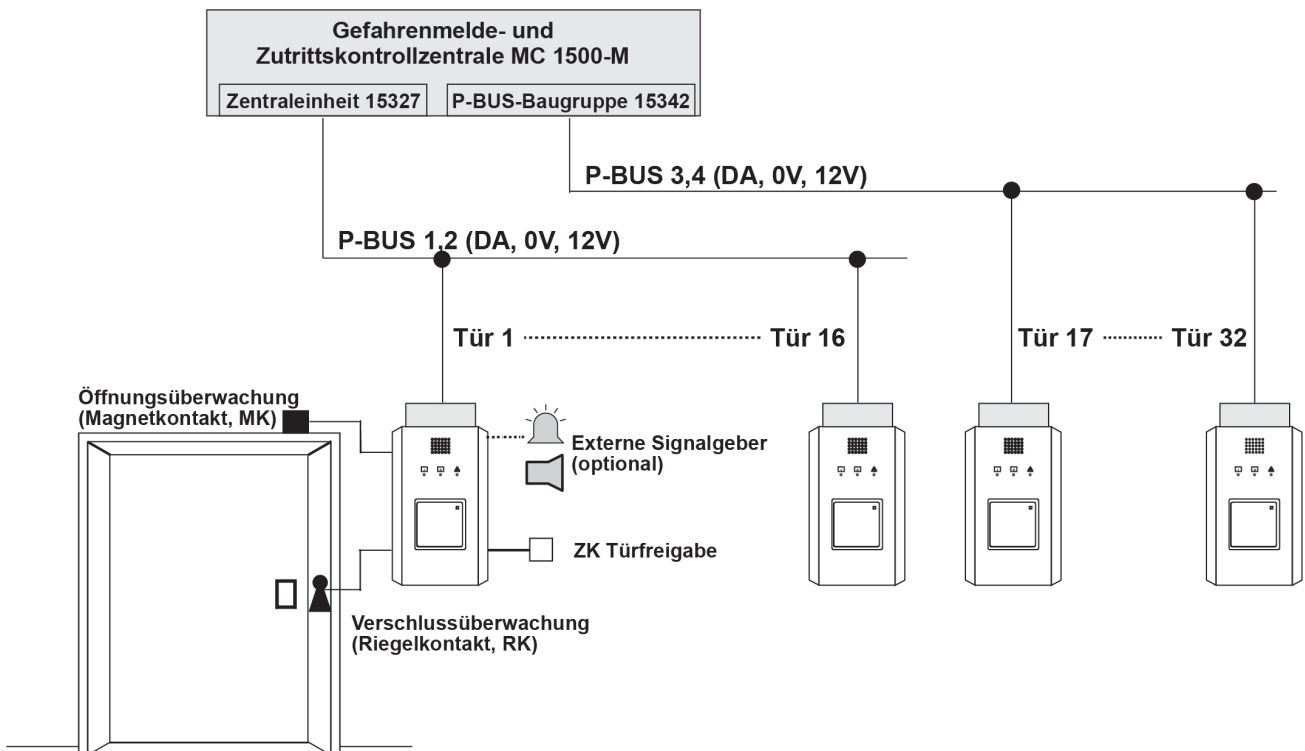 Gefahrenmelde- und
Zutrittskontrollzentrale MC 1500-M
Zentraleinheit 15327
P-BUS-Baugruppe 15342
P-BUS 3,4 (DA, 0V, 12V)
P-BUS 1,2 (DA, 0V, 12V)
Tür 1
Tür 16
Tür 17
Tür 32
Öffnungsüberwachung
(Magnetkontakt, MK)
Externe Signalgeber
(optional)
ZK Türfreigabe
Verschlussüberwachung
(Riegelkontakt, RK)